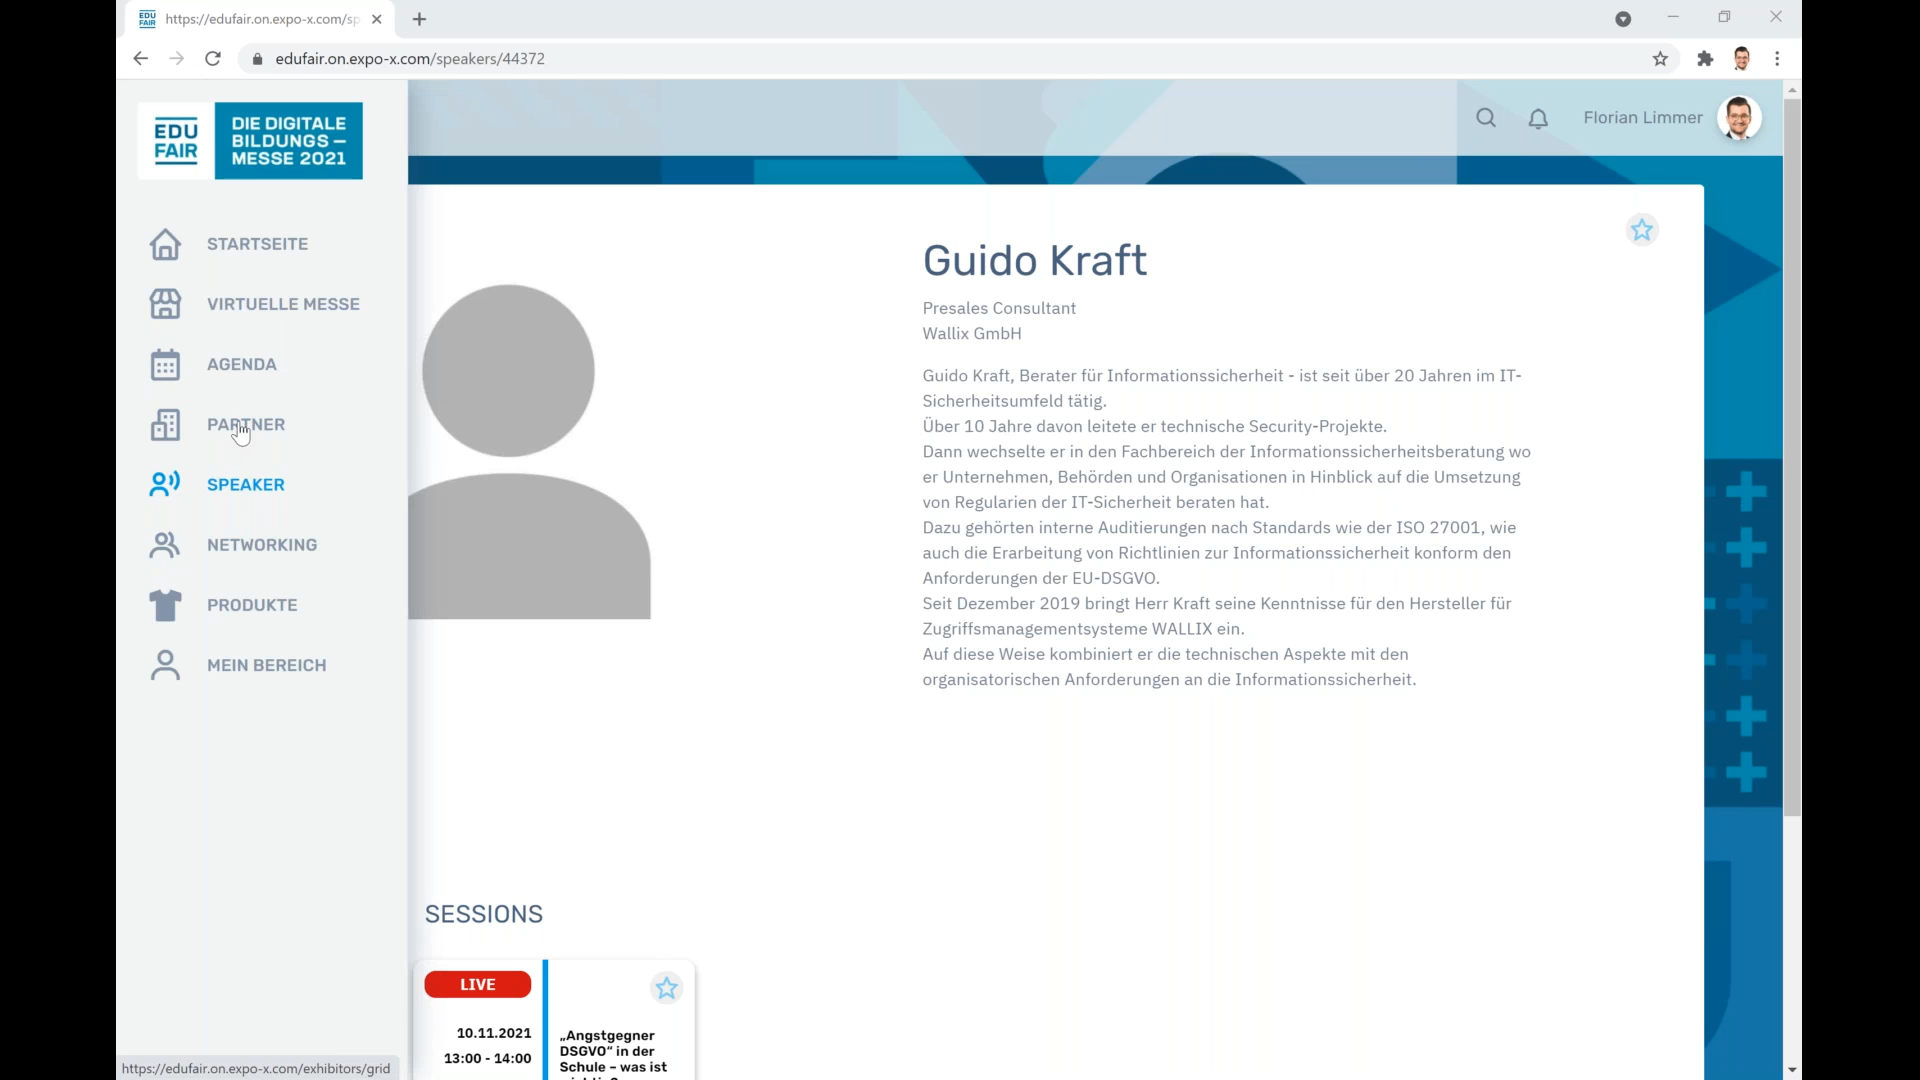 https://edufair.on.expo-x.com/sp
edufair.on.expo-x.com/speakers/44372
EDU
FAIR
DIE DIGITALE
BILDUNGS –
MESSE 2021
Florian Limmer
STARTSEITE
VIRTUELLE MESSE
AGENDA
PARTNER
SPEAKER
NETWORKING
PRODUKTE
MEIN BEREICH
Guido Kraft
Presales Consultant
Wallix GmbH
Guido Kraft, Berater für Informationssicherheit - ist seit über 20 Jahren im IT-
Sicherheitsumfeld tätig.
Über 10 Jahre davon leitete er technische Security-Projekte.
Dann wechselte er in den Fachbereich der Informationssicherheitsberatung wo
er Unternehmen, Behörden und Organisationen in Hinblick auf die Umsetzung
von Regularien der IT-Sicherheit beraten hat.
Dazu gehörten interne Auditierungen nach Standards wie der ISO 27001, wie
auch die Erarbeitung von Richtlinien zur Informationssicherheit konform den
Anforderungen der EU-DSGVO.
Seit Dezember 2019 bringt Herr Kraft seine Kenntnisse für den Hersteller für
Zugriffsmanagementsysteme WALLIX ein.
Auf diese Weise kombiniert er die technischen Aspekte mit den
organisatorischen Anforderungen an die Informationssicherheit.
SESSIONS
LIVE
10.11.2021
13:00 - 14:00
„Angstgegner
DSGVO“ in der
Schule – was ist
https://edufair.on.expo-x.com/exhibitors/grid